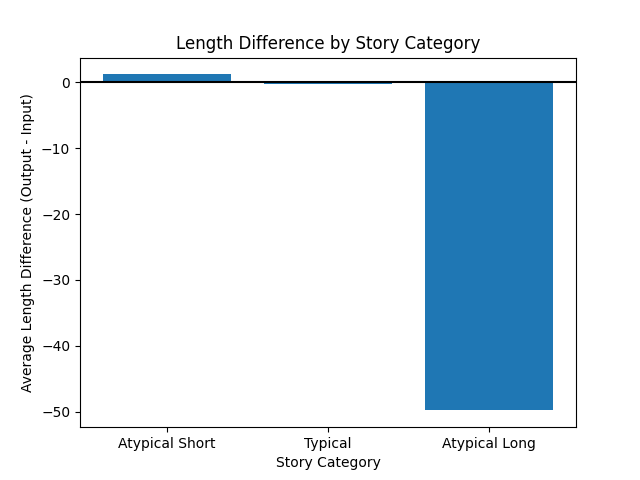 Length Difference by Story Category
Average Length Difference (Output - Input)
0
−10
−20
−30
−40
−50
Atypical Short
Typical
Atypical Long
Story Category